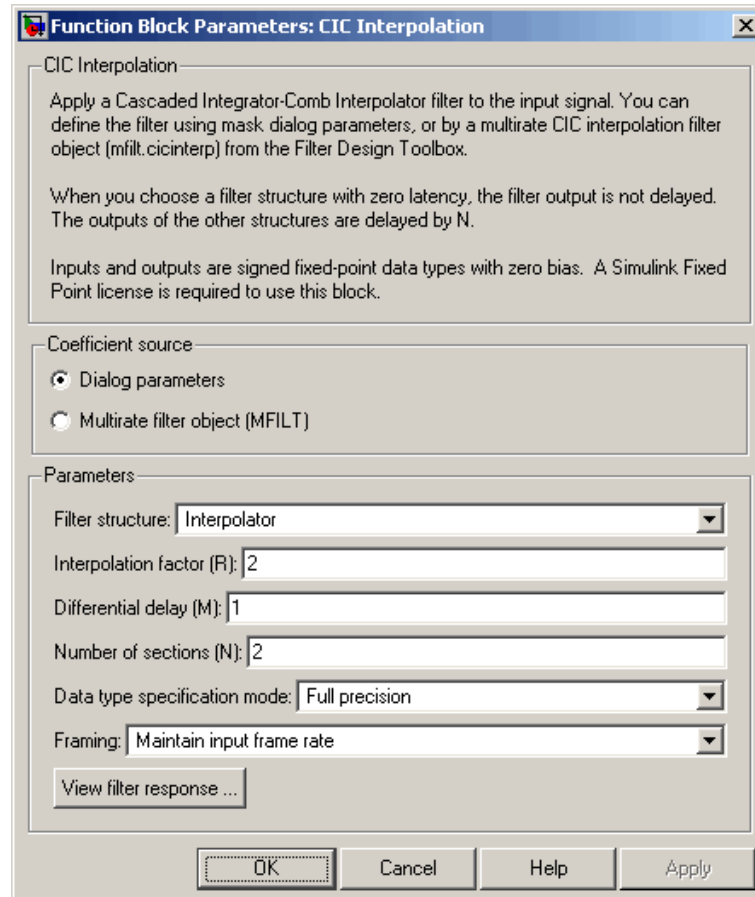 Function Block Parameters: CIC Interpolation
CIC Interpolation
Apply a Cascaded Integrator-Comb Interpolator filter to the input signal. You can
define the filter using mask dialog parameters, or by a multirate CIC interpolation filter
object (mfilt.cicinterp) from the Filter Design Toolbox.
When you choose a filter structure with zero latency, the filter output is not delayed.
The outputs of the other structures are delayed by N.
Inputs and outputs are signed fixed-point data types with zero bias.  A Simulink Fixed
Point license is required to use this block.
Coefficient source
Dialog parameters
Multirate filter object (MFILT)
Parameters
Filter structure: Interpolator
Interpolation factor (R): 2
Differential delay (M): 1
Number of sections (N): 2
Data type specification mode: Full precision
Framing: Maintain input frame rate
View filter response ...
OK Cancel Help Apply